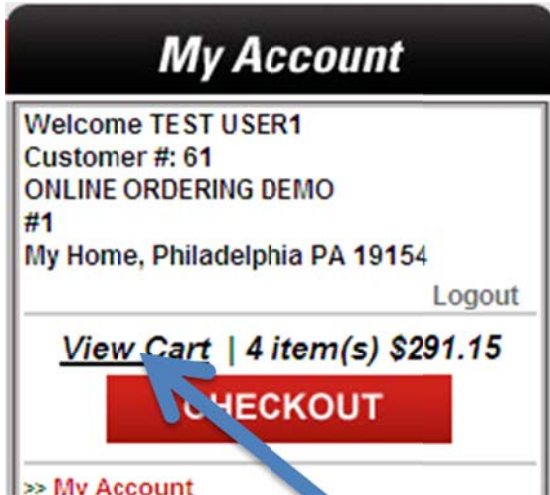 My Account
Welcome TEST USER1
Customer #: 61
ONLINE ORDERING DEMO
#1
My Home, Philadelphia PA 19154
Logout
View Cart | 4 item(s) $291.15
CHECKOUT
>> My Account